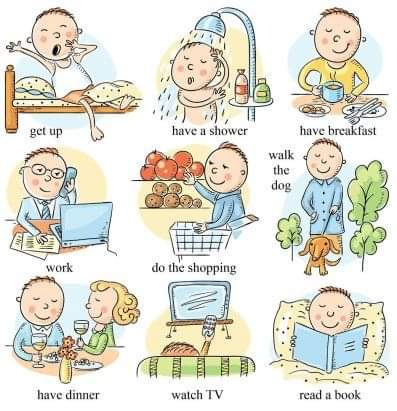 get up
have a shower
have breakfast
work
do the shopping
walk
the
dog
have dinner
watch TV
read a book